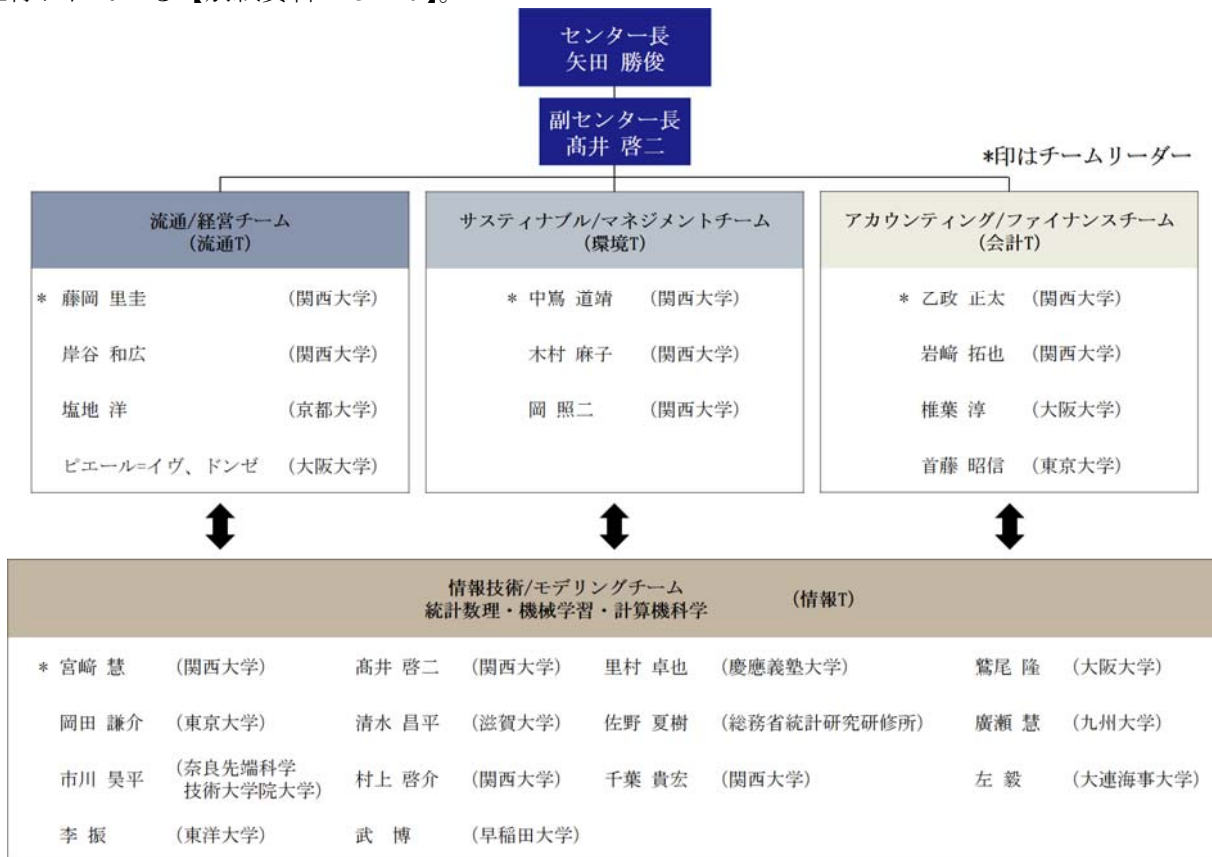 センター長
矢田 勝俊
副センター長
髙井 啓二
*印はチームリーダー
流通/経営チーム
(流通T)
* 藤岡 里圭 (関西大学)
岸谷 和広 (関西大学)
塩地 洋 (京都大学)
ピエール=イヴ、ドンゼ (大阪大学)
サスティナブル/マネジメントチーム
(環境T)
* 中嶌 道靖 (関西大学)
木村 麻子 (関西大学)
岡 照二 (関西大学)
アカウンティング/ファイナンスチーム
(会計T)
* 乙政 正太 (関西大学)
岩﨑 拓也 (関西大学)
椎葉 淳 (大阪大学)
首藤 昭信 (東京大学)
情報技術/モデリングチーム
統計数理・機械学習・計算機科学 (情報T)
* 宮﨑 慧 (関西大学) 髙井 啓二 (関西大学) 里村 卓也 (慶應義塾大学) 鷲尾 隆 (大阪大学)
岡田 謙介 (東京大学) 清水 昌平 (滋賀大学) 佐野 夏樹 (総務省統計研究研修所) 廣瀬 慧 (九州大学)
市川 昊平 (奈良先端科学
技術大学院大学) 村上 啓介 (関西大学) 千葉 貴宏 (関西大学) 左 毅 (大連海事大学)
李 振 (東洋大学) 武 博 (早稲田大学)